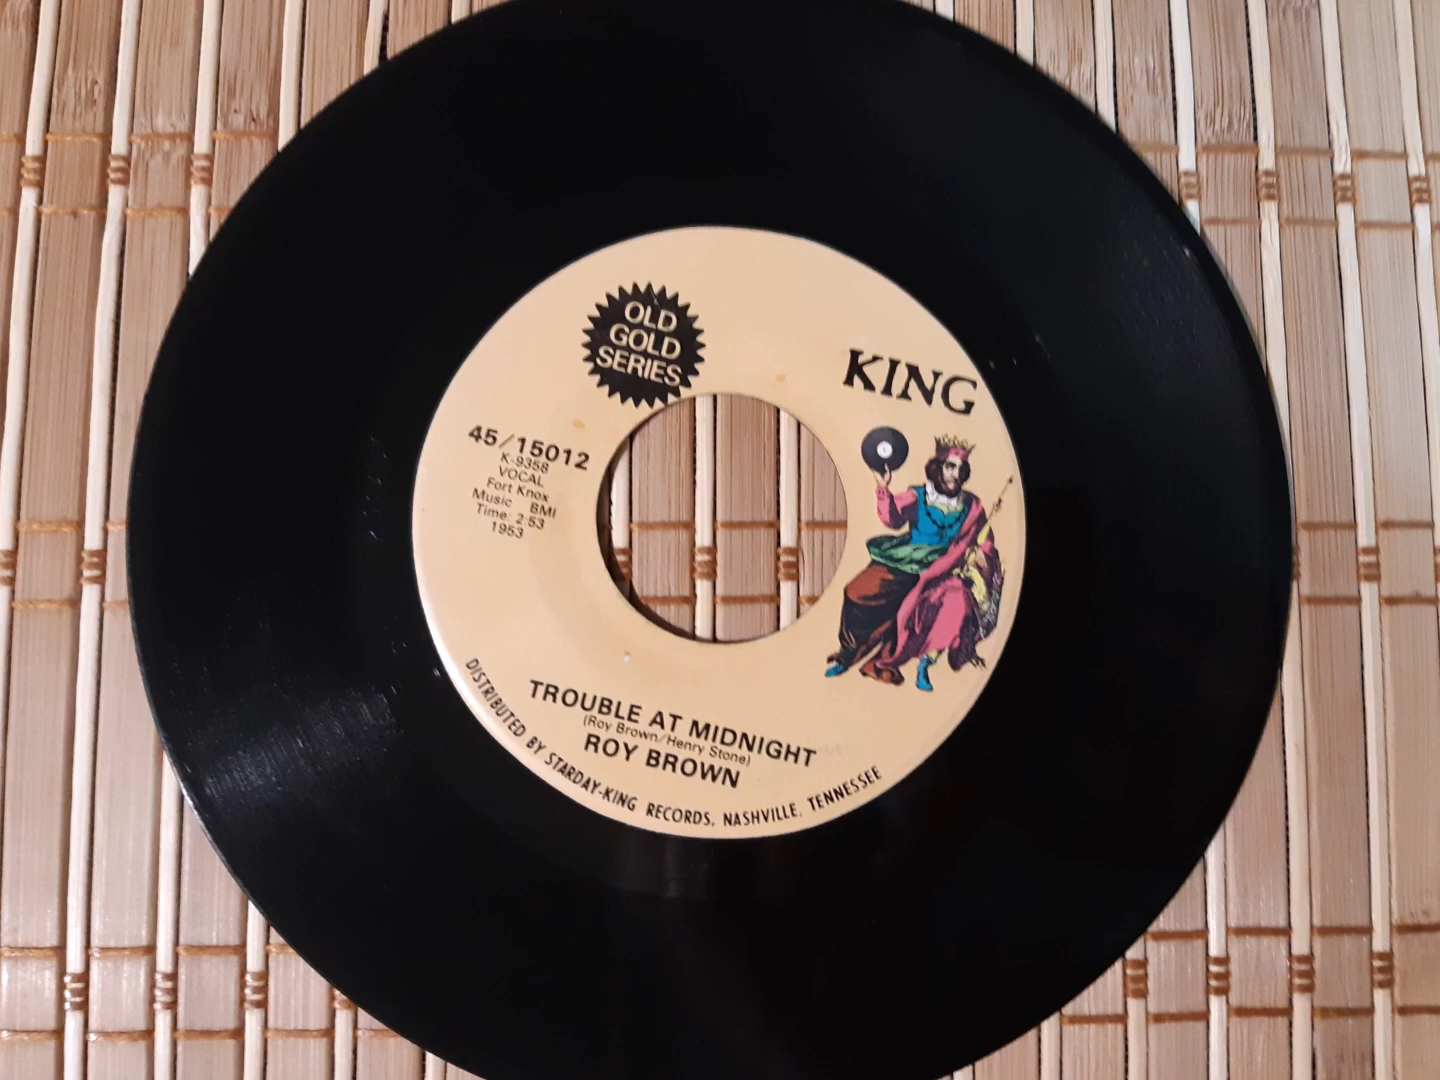 OLD
GOLD
SERIES
KING
45/15012
K-9358
VOCAL
Fort Knox
Music BMI
Time: 2:53
1953
TROUBLE AT MIDNIGHT
(Roy Brown/Henry Stone)
ROY BROWN
DISTRIBUTED BY STARDAY-KING RECORDS, NASHVILLE, TENNESSEE